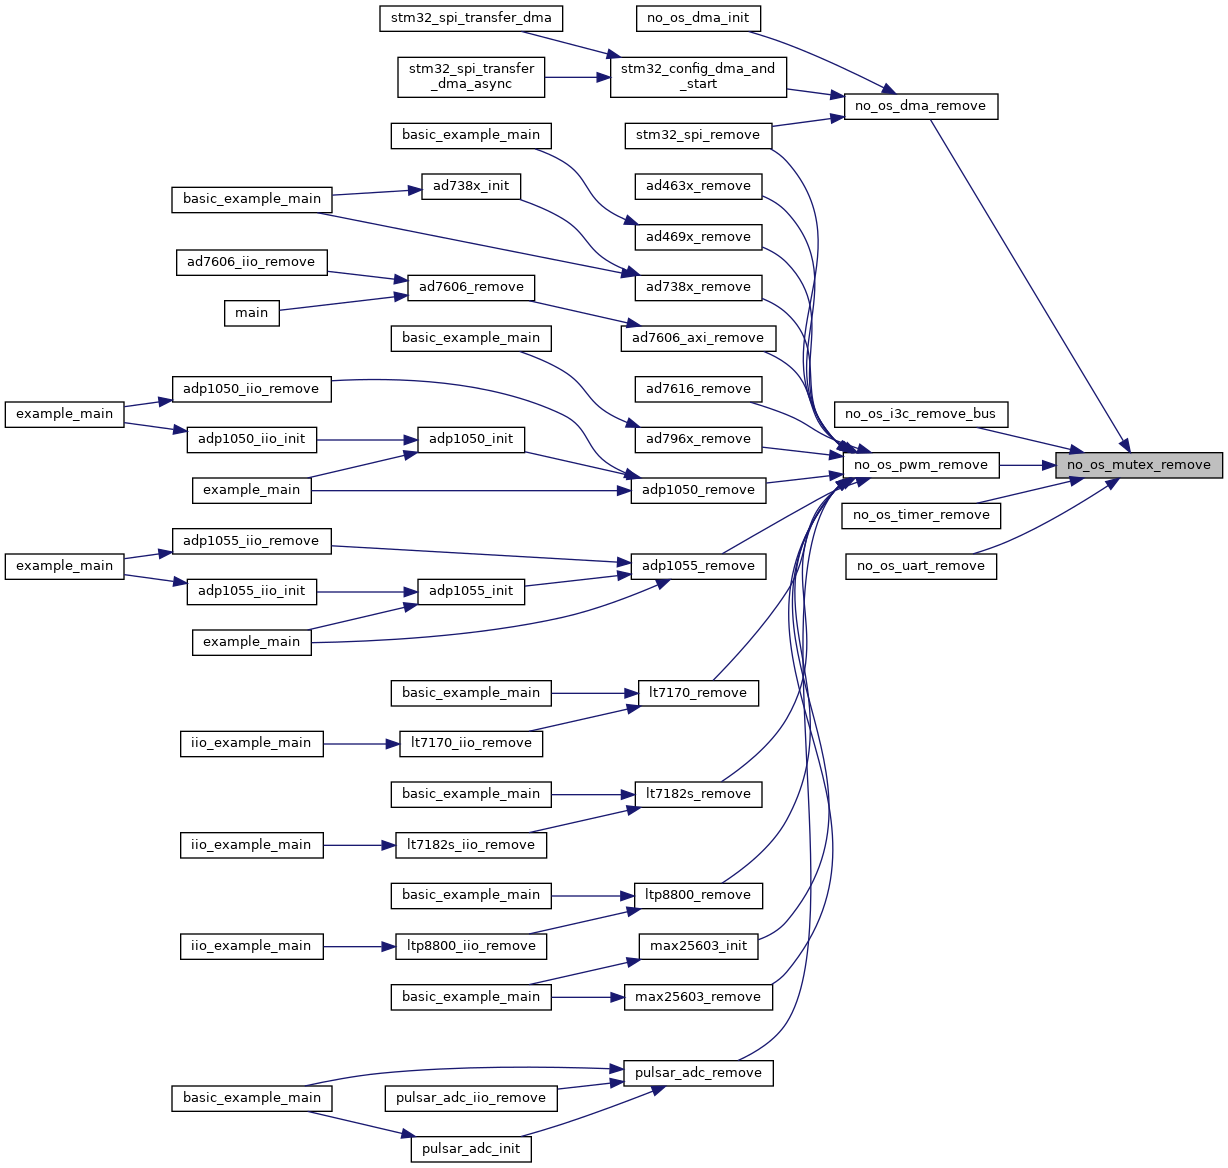 stm32_spi_transfer_dma
no_os_dma_init
stm32_spi_transfer
_dma_async
stm32_config_dma_and
_start
no_os_dma_remove
basic_example_main
stm32_spi_remove
ad738x_init
ad463x_remove
basic_example_main
ad469x_remove
ad7606_iio_remove
ad7606_remove
ad738x_remove
main
basic_example_main
ad7606_axi_remove
adp1050_iio_remove
ad7616_remove
example_main
no_os_i3c_remove_bus
adp1050_iio_init
adp1050_init
ad796x_remove
no_os_pwm_remove
no_os_mutex_remove
example_main
adp1050_remove
no_os_timer_remove
adp1055_iio_remove
example_main
adp1055_remove
no_os_uart_remove
adp1055_iio_init
adp1055_init
example_main
basic_example_main
lt7170_remove
iio_example_main
lt7170_iio_remove
basic_example_main
lt7182s_remove
iio_example_main
lt7182s_iio_remove
basic_example_main
ltp8800_remove
iio_example_main
ltp8800_iio_remove
max25603_init
basic_example_main
max25603_remove
pulsar_adc_remove
basic_example_main
pulsar_adc_iio_remove
pulsar_adc_init